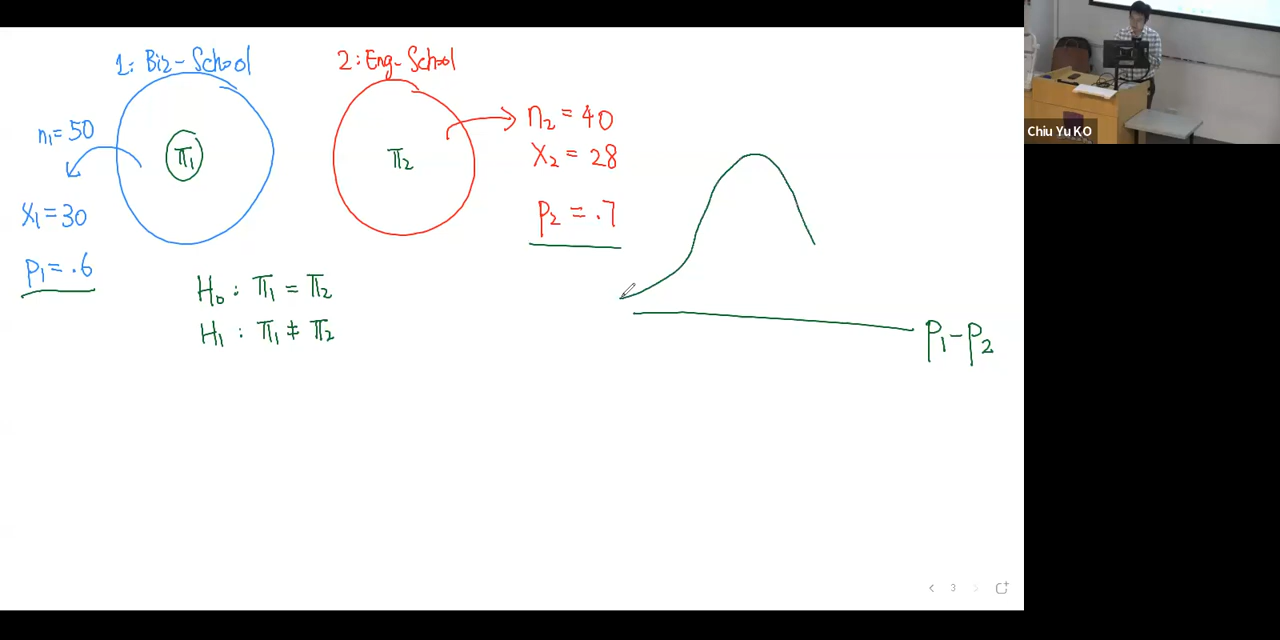 1: Biz-School
n₁=50
π₁
x₁=30
p₁=.6
2: Eng-School
π₂
n₂=40
x₂=28
p₂=.7
H₀: π₁=π₂
H₁: π₁≠π₂
p₁-p₂
Chiu Yu KO
3